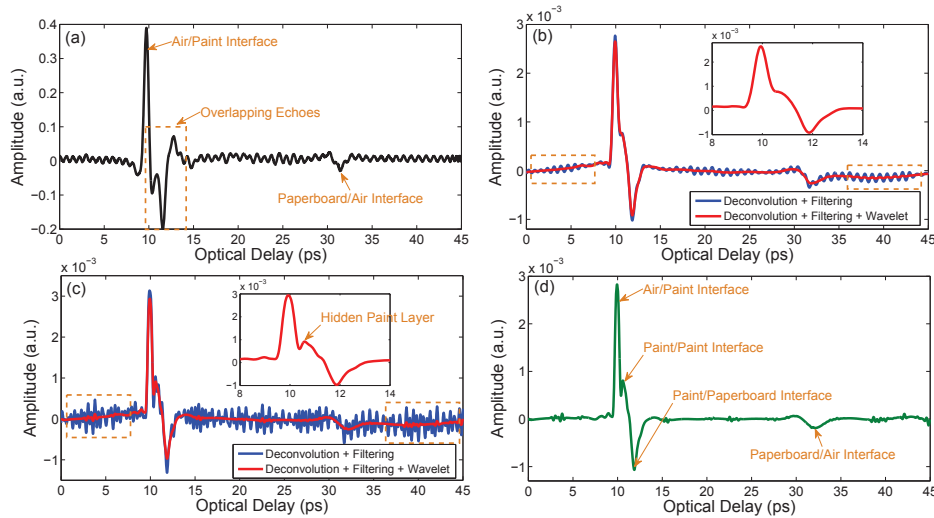 (a)
Air/Paint Interface
Overlapping Echoes
Paperboard/Air Interface
0.4
0.3
0.2
0.1
0
-0.1
-0.2
Amplitude (a.u.)
0 5 10 15 20 25 30 35 40 45
Optical Delay (ps)
x 10⁻³
(b)
3
2
1
0
−1
Amplitude (a.u.)
x 10⁻³
3
2
1
0
−1
8 10 12 14
Deconvolution + Filtering
Deconvolution + Filtering + Wavelet
0 5 10 15 20 25 30 35 40 45
Optical Delay (ps)
x 10⁻³
(c)
3
2
1
0
−1
Amplitude (a.u.)
x 10⁻³
4
3
2
1
0
−1
8 10 12 14
Hidden Paint Layer
Deconvolution + Filtering
Deconvolution + Filtering + Wavelet
0 5 10 15 20 25 30 35 40 45
Optical Delay (ps)
x 10⁻³
(d)
Air/Paint Interface
Paint/Paint Interface
Paint/Paperboard Interface
Paperboard/Air Interface
3
2
1
0
−1
Amplitude (a.u.)
0 5 10 15 20 25 30 35 40 45
Optical Delay (ps)